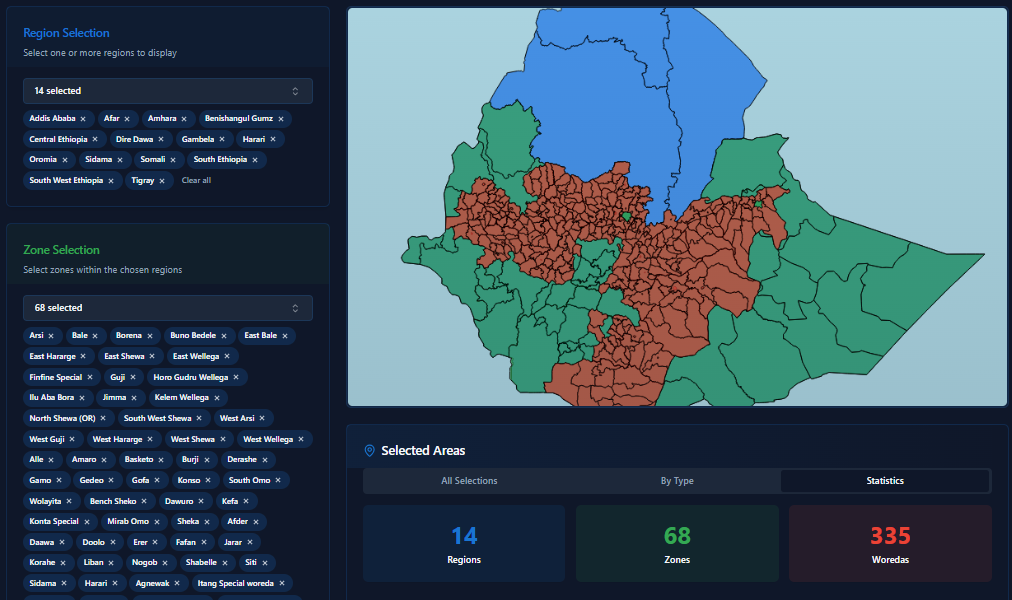 Region Selection
Select one or more regions to display
14 selected
Addis Ababa × Afar × Amhara × Benishangul Gumz ×
Central Ethiopia × Dire Dawa × Gambela × Harari ×
Oromia × Sidama × Somali × South Ethiopia ×
South West Ethiopia × Tigray × Clear all
Zone Selection
Select zones within the chosen regions
68 selected
Arsi × Bale × Borena × Buno Bedele × East Bale ×
East Hararge × East Shewa × East Wellega ×
Finfine Special × Guji × Horo Gudru Wellega ×
Ilu Aba Bora × Jimma × Kelem Wellega ×
North Shewa (OR) × South West Shewa × West Arsi ×
West Guji × West Hararge × West Shewa × West Wellega ×
Alle × Amaro × Basketo × Burji × Derashe ×
Gamo × Gedeo × Gofa × Konso × South Omo ×
Wolayita × Bench Sheko × Dawuro × Kefa ×
Konta Special × Mirab Omo × Sheka × Afder ×
Daawa × Doolo × Erer × Fafan × Jarar ×
Korahe × Liban × Nogob × Shabelle × Siti ×
Sidama × Harari × Agnewak × Itang Special woreda ×
Selected Areas
All Selections By Type Statistics
14 68 335
Regions Zones Woredas